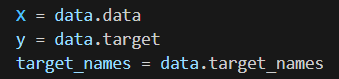 X = data.data
y = data.target
target_names = data.target_names